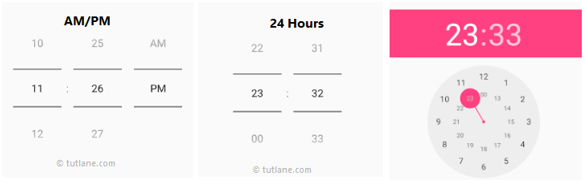 AM/PM
10 25 AM
11 : 26 PM
12 27
© tutlane.com
24 Hours
22 31
23 : 32
00 33
© tutlane.com
23:33
12
11 1
00
23 13
10 2
22 14
9 21 15 3
20 16
8 4
19 18 17
7 5
6